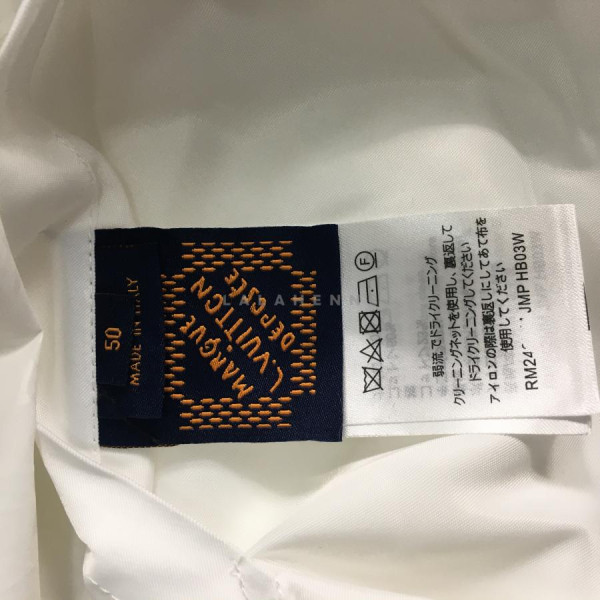 50
MADE IN ITALY
MARQUE
L.VUITTON
DÉPOSÉE
LALAHENN
F
弱流でドライクリーニング
クリーニングネットを使用し、裏返して
ドライクリーニングしてください
アイロンの際は裏返しにしてあて布を
使用してください
JMP HB03W